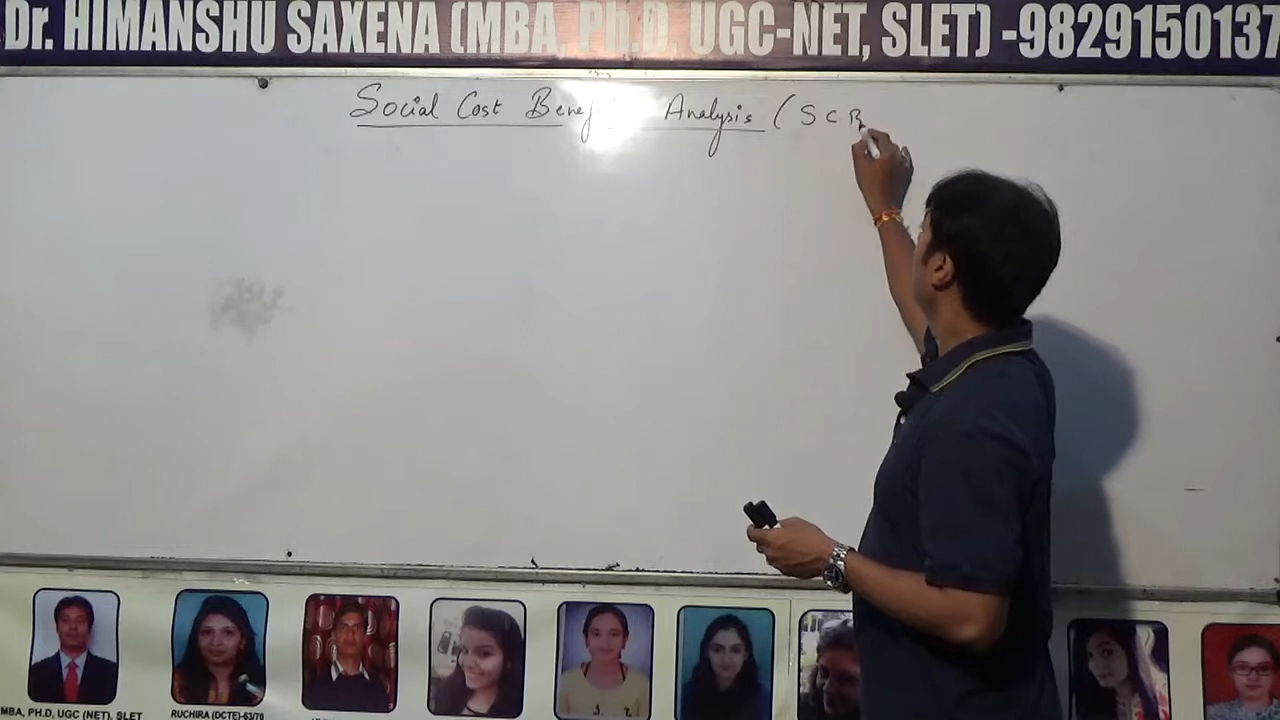 Dr. HIMANSHU SAXENA (MBA, Ph.D, UGC-NET, SLET) -9829150137
Social Cost Benef Analysis (SCB
MBA, PH.D, UGC (NET), SLET
RUCHIRA (DCTE)-63/70